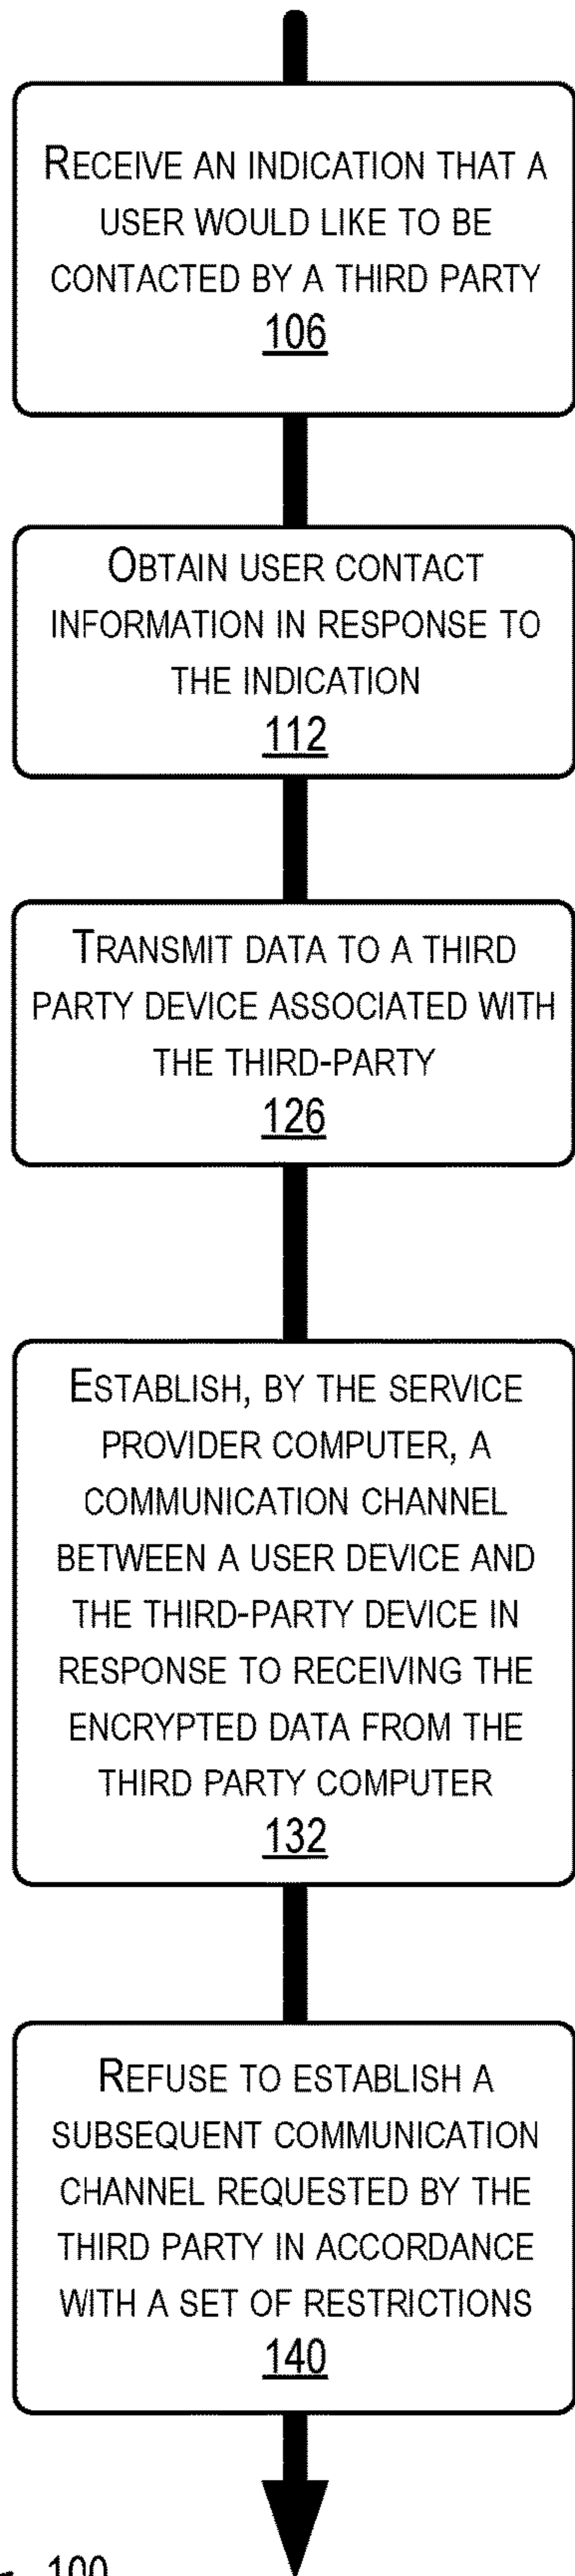 RECEIVE AN INDICATION THAT A
USER WOULD LIKE TO BE
CONTACTED BY A THIRD PARTY
106
OBTAIN USER CONTACT
INFORMATION IN RESPONSE TO
THE INDICATION
112
TRANSMIT DATA TO A THIRD
PARTY DEVICE ASSOCIATED WITH
THE THIRD-PARTY
126
ESTABLISH, BY THE SERVICE
PROVIDER COMPUTER, A
COMMUNICATION CHANNEL
BETWEEN A USER DEVICE AND
THE THIRD-PARTY DEVICE IN
RESPONSE TO RECEIVING THE
ENCRYPTED DATA FROM THE
THIRD PARTY COMPUTER
132
REFUSE TO ESTABLISH A
SUBSEQUENT COMMUNICATION
CHANNEL REQUESTED BY THE
THIRD PARTY IN ACCORDANCE
WITH A SET OF RESTRICTIONS
140
100